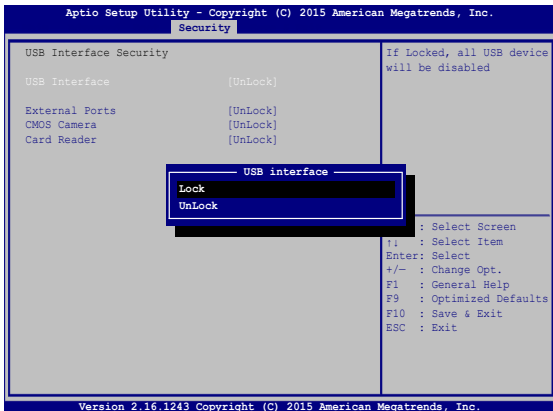 Aptio Setup Utility - Copyright (C) 2015 American Megatrends, Inc.
Security
USB Interface Security
USB Interface [UnLock]
External Ports [UnLock]
CMOS Camera [UnLock]
Card Reader [UnLock]
If Locked, all USB device
will be disabled
USB interface
Lock
UnLock
: Select Screen
↑↓ : Select Item
Enter: Select
+/— : Change Opt.
F1 : General Help
F9 : Optimized Defaults
F10 : Save & Exit
ESC : Exit
Version 2.16.1243 Copyright (C) 2015 American Megatrends, Inc.